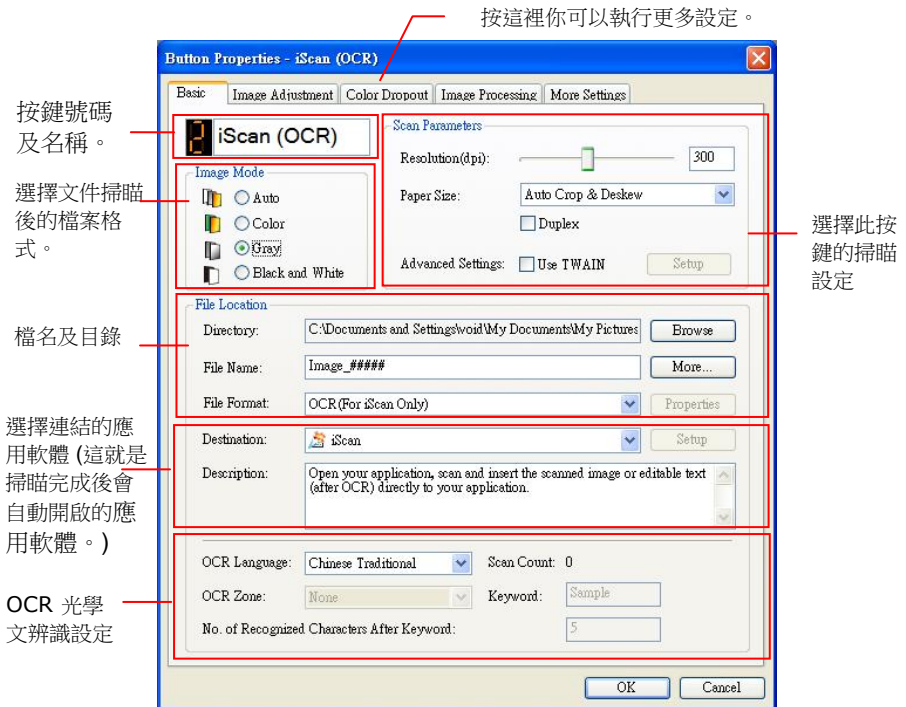 按這裡你可以執行更多設定。
Button Properties - iScan (OCR)
Basic Image Adjustment Color Dropout Image Processing More Settings
按鍵號碼
及名稱。
2 iScan (OCR)
Scan Parameters
Resolution(dpi): 300
Paper Size: Auto Crop & Deskew
Duplex
Advanced Settings: Use TWAIN Setup
選擇文件掃瞄
後的檔案格
式。
Image Mode
Auto
Color
Gray
Black and White
選擇此按
鍵的掃瞄
設定
檔名及目錄
File Location
Directory: C:\Documents and Settings\void\My Documents\My Pictures Browse
File Name: Image_##### More...
File Format: OCR(For iScan Only) Properties
選擇連結的應
用軟體 (這就是
掃瞄完成後會
自動開啟的應
用軟體。)
Destination: iScan Setup
Description: Open your application, scan and insert the scanned image or editable text
(after OCR) directly to your application.
OCR 光學
文辨識設定
OCR Language: Chinese Traditional Scan Count: 0
OCR Zone: None Keyword: Sample
No. of Recognized Characters After Keyword: 5
OK Cancel